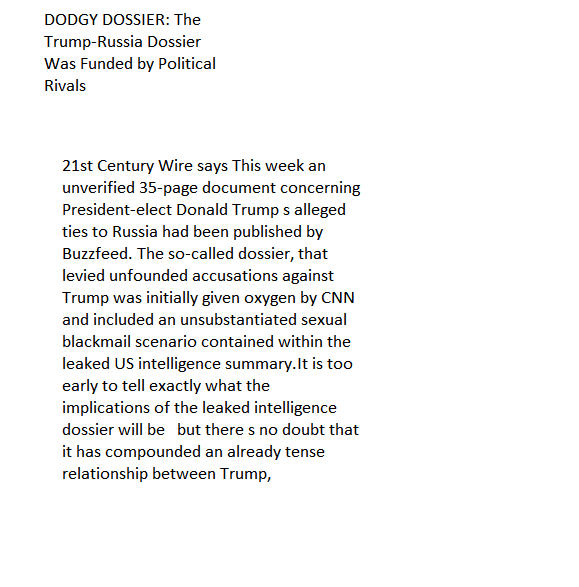 DODGY DOSSIER: The
Trump-Russia Dossier
Was Funded by Political
Rivals
21st Century Wire says This week an
unverified 35-page document concerning
President-elect Donald Trump s alleged
ties to Russia had been published by
Buzzfeed. The so-called dossier, that
levied unfounded accusations against
Trump was initially given oxygen by CNN
and included an unsubstantiated sexual
blackmail scenario contained within the
leaked US intelligence summary.It is too
early to tell exactly what the
implications of the leaked intelligence
dossier will be   but there s no doubt that
it has compounded an already tense
relationship between Trump,